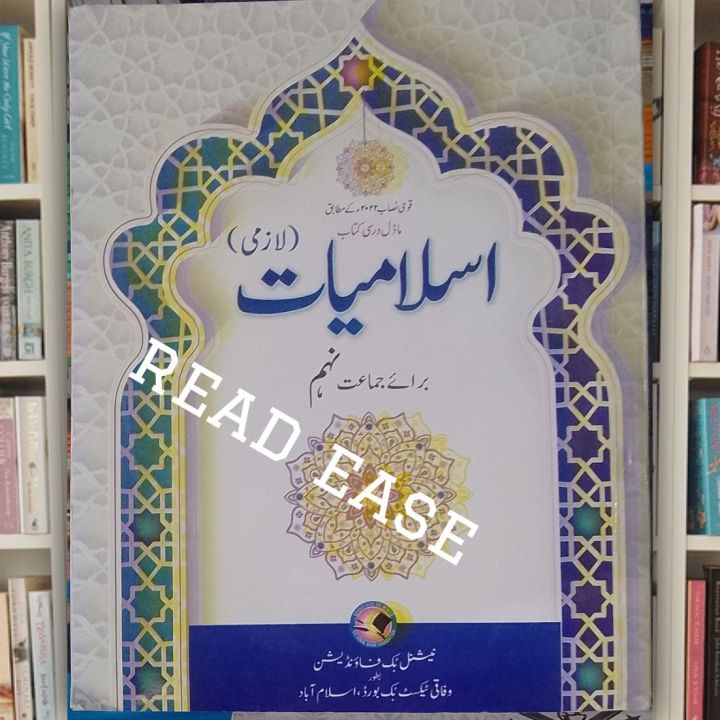 قومی نصاب ۲۰۲۲ء کے مطابق
ماڈل درسی کتاب
اسلامیات (لازمی)
برائے جماعت نہم
READ EASE
نیشنل بک فاؤنڈیشن
بطور
وفاقی ٹیکسٹ بک بورڈ، اسلام آباد